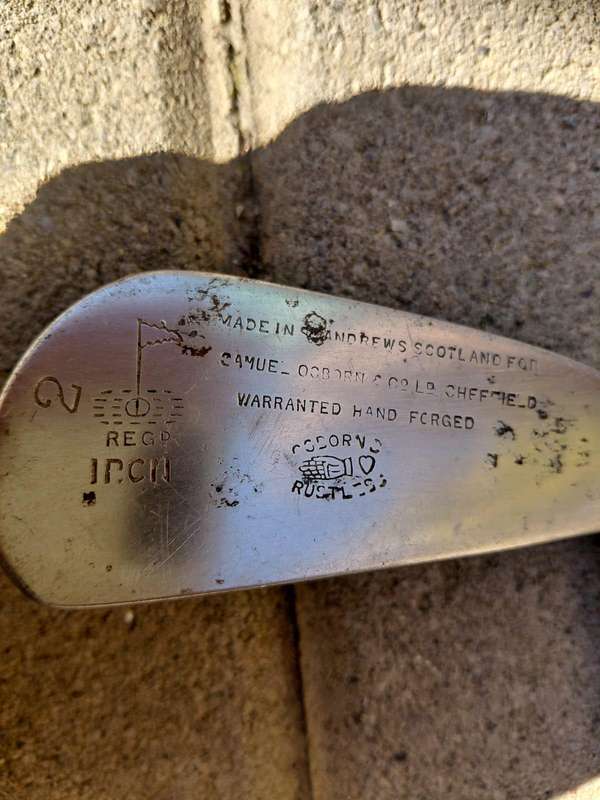 MADE IN ST ANDREWS SCOTLAND FOR
SAMUEL OSBORN & CO LD SHEFFIELD
WARRANTED HAND FORGED
2
REGD
IRON
OSBORN'S
RUSTLESS